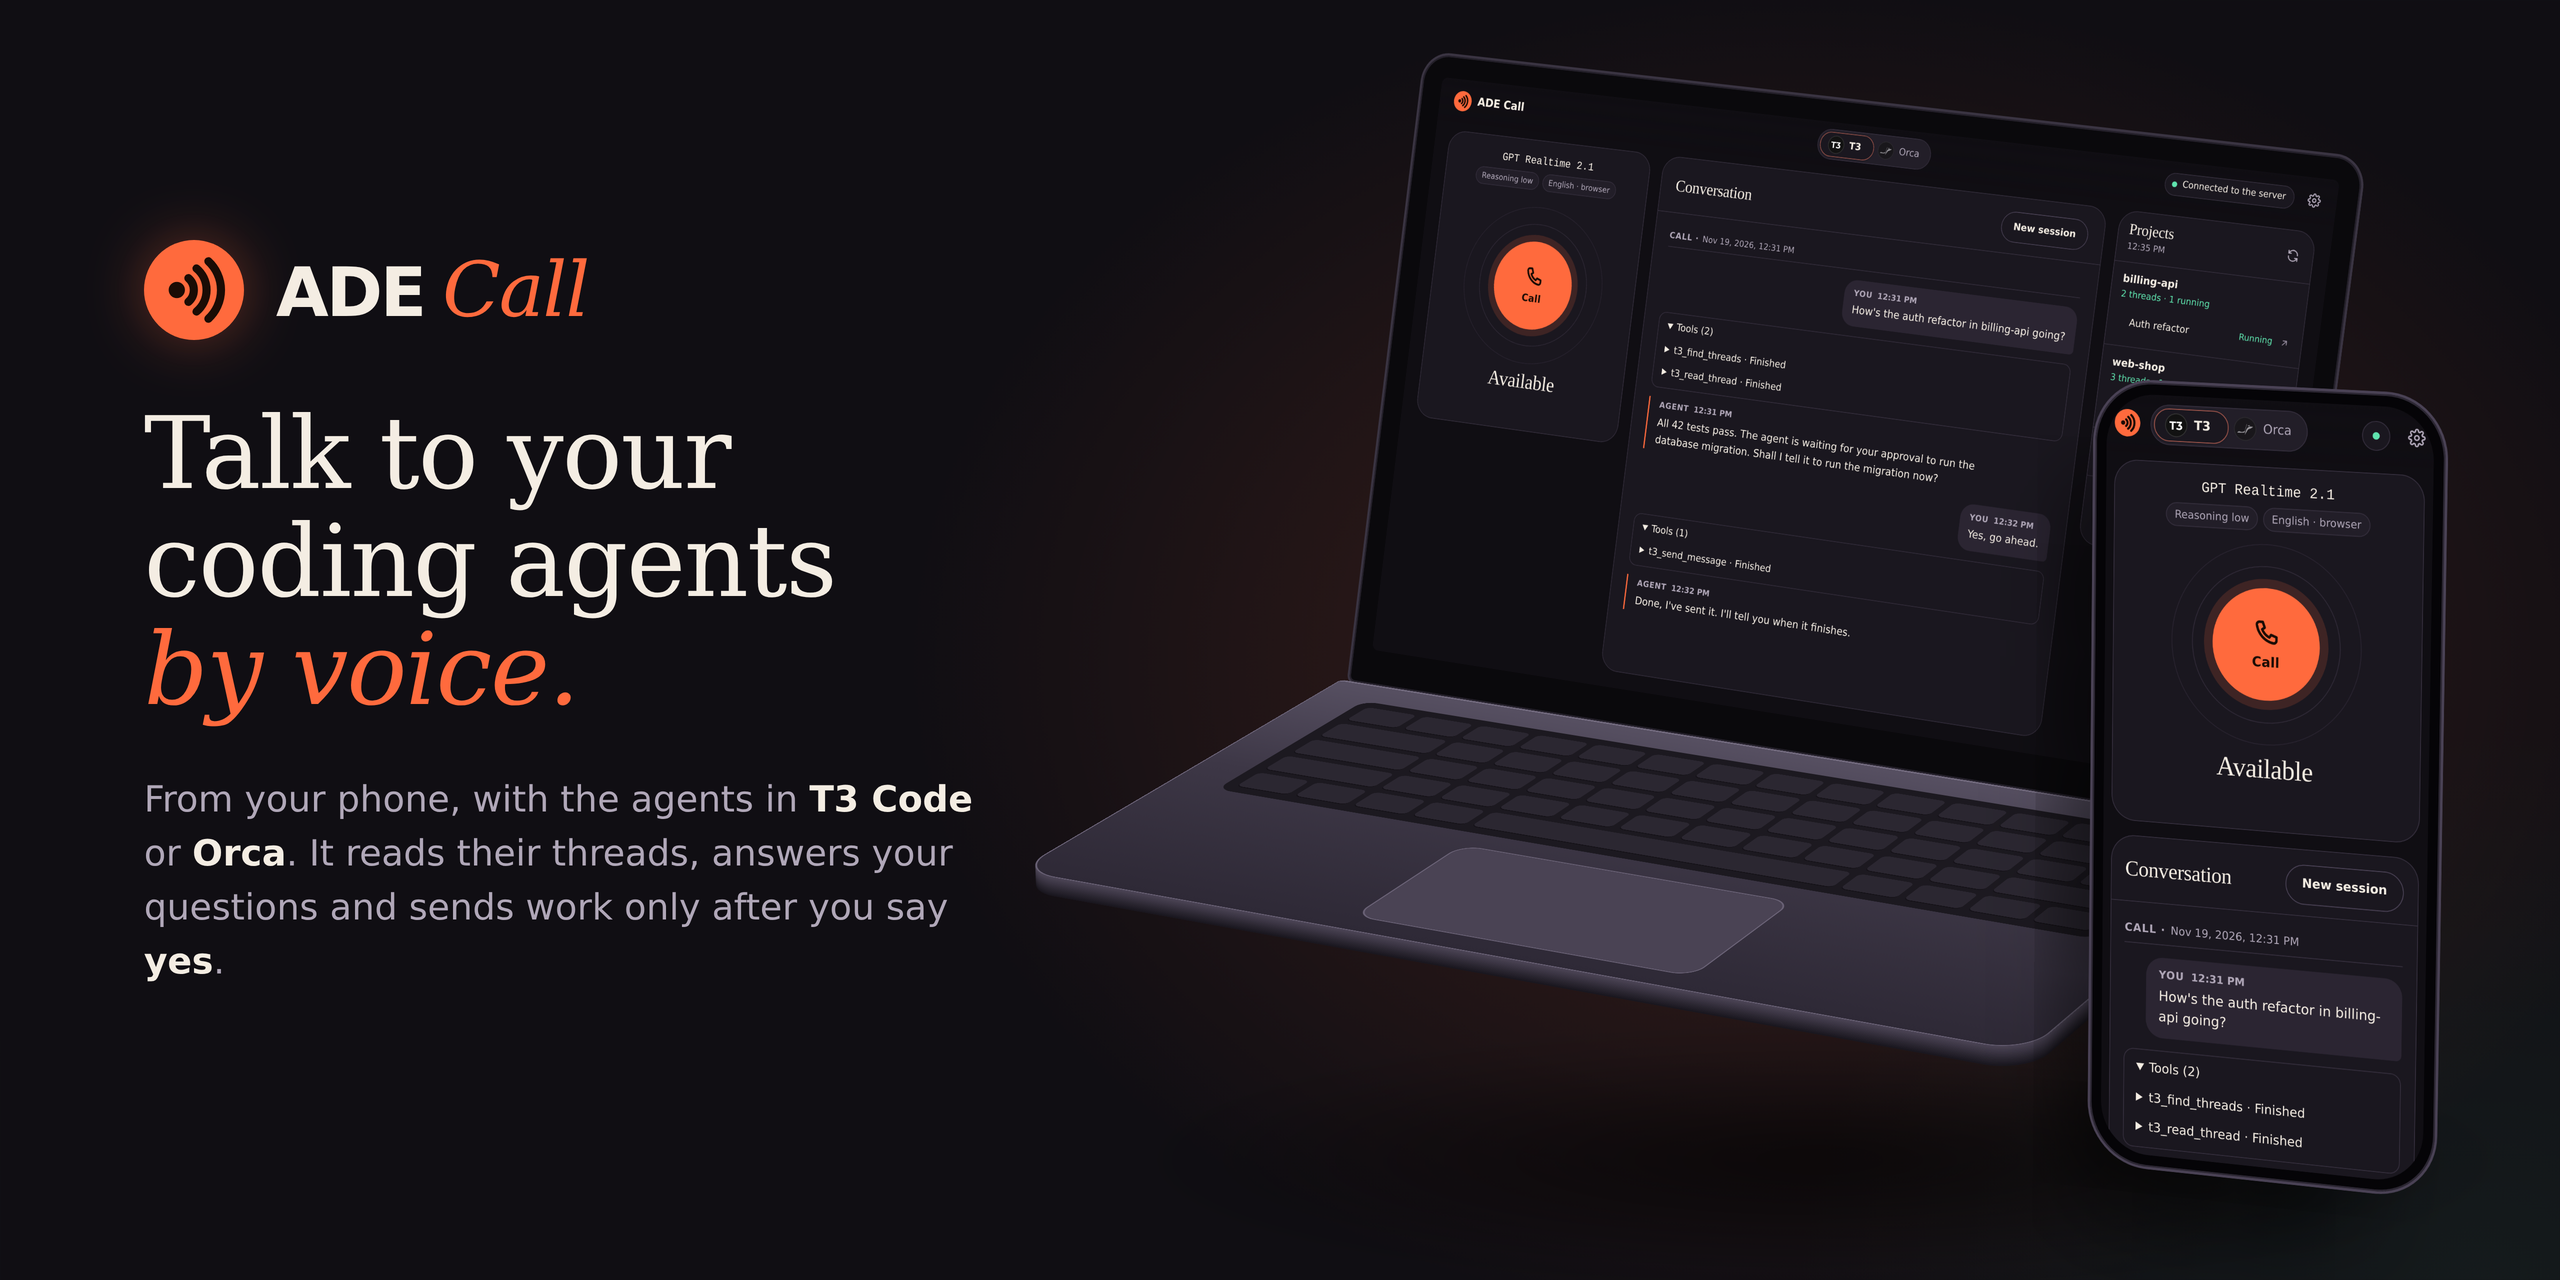 ADE Call
Talk to your
coding agents
by voice.
From your phone, with the agents in T3 Code
or Orca. It reads their threads, answers your
questions and sends work only after you say
yes.
ADE Call
T3 T3 Orca
Connected to the server
GPT Realtime 2.1
Reasoning low English · browser
Call
Available
Conversation
New session
CALL · Nov 19, 2026, 12:31 PM
YOU 12:31 PM
How's the auth refactor in billing-api going?
▼ Tools (2)
▶ t3_find_threads · Finished
▶ t3_read_thread · Finished
AGENT 12:31 PM
All 42 tests pass. The agent is waiting for your approval to run the
database migration. Shall I tell it to run the migration now?
YOU 12:32 PM
Yes, go ahead.
▼ Tools (1)
▶ t3_send_message · Finished
AGENT 12:32 PM
Done, I've sent it. I'll tell you when it finishes.
Projects
12:35 PM
billing-api
2 threads · 1 running
Auth refactor
Running
web-shop
3 threads
T3 T3 Orca
GPT Realtime 2.1
Reasoning low English · browser
Call
Available
Conversation
New session
CALL · Nov 19, 2026, 12:31 PM
YOU 12:31 PM
How's the auth refactor in billing-
api going?
▼ Tools (2)
▶ t3_find_threads · Finished
▶ t3_read_thread · Finished